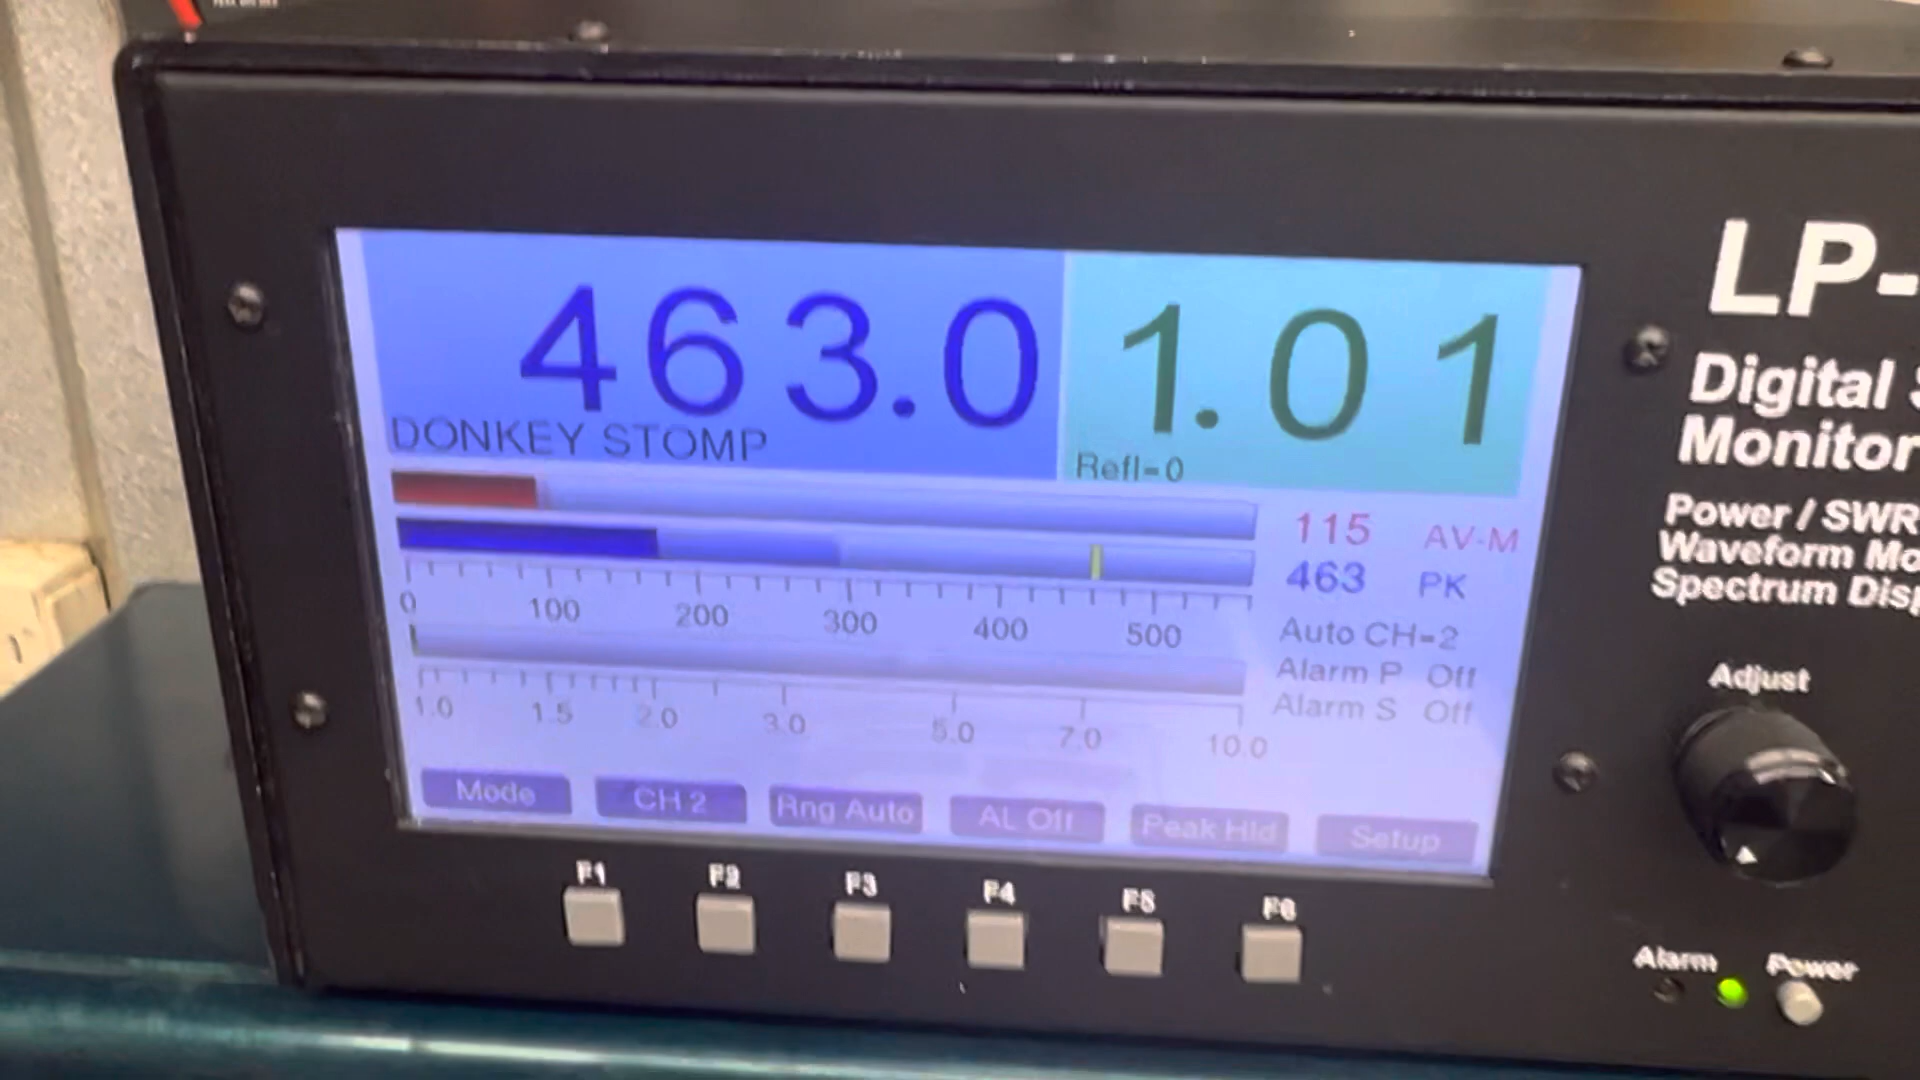 463.0
1.01
DONKEY STOMP
Refl=0
115 AV-M
463 PK
0 100 200 300 400 500
Auto CH=2
Alarm P Off
Alarm S Off
1.0 1.5 2.0 3.0 5.0 7.0 10.0
Mode CH 2 Rng Auto AL Off Peak Hld Setup
F1 F2 F3 F4 F5 F6
LP-
Digital
Monitor
Power / SWR
Waveform Mo
Spectrum Disp
Adjust
Alarm Power